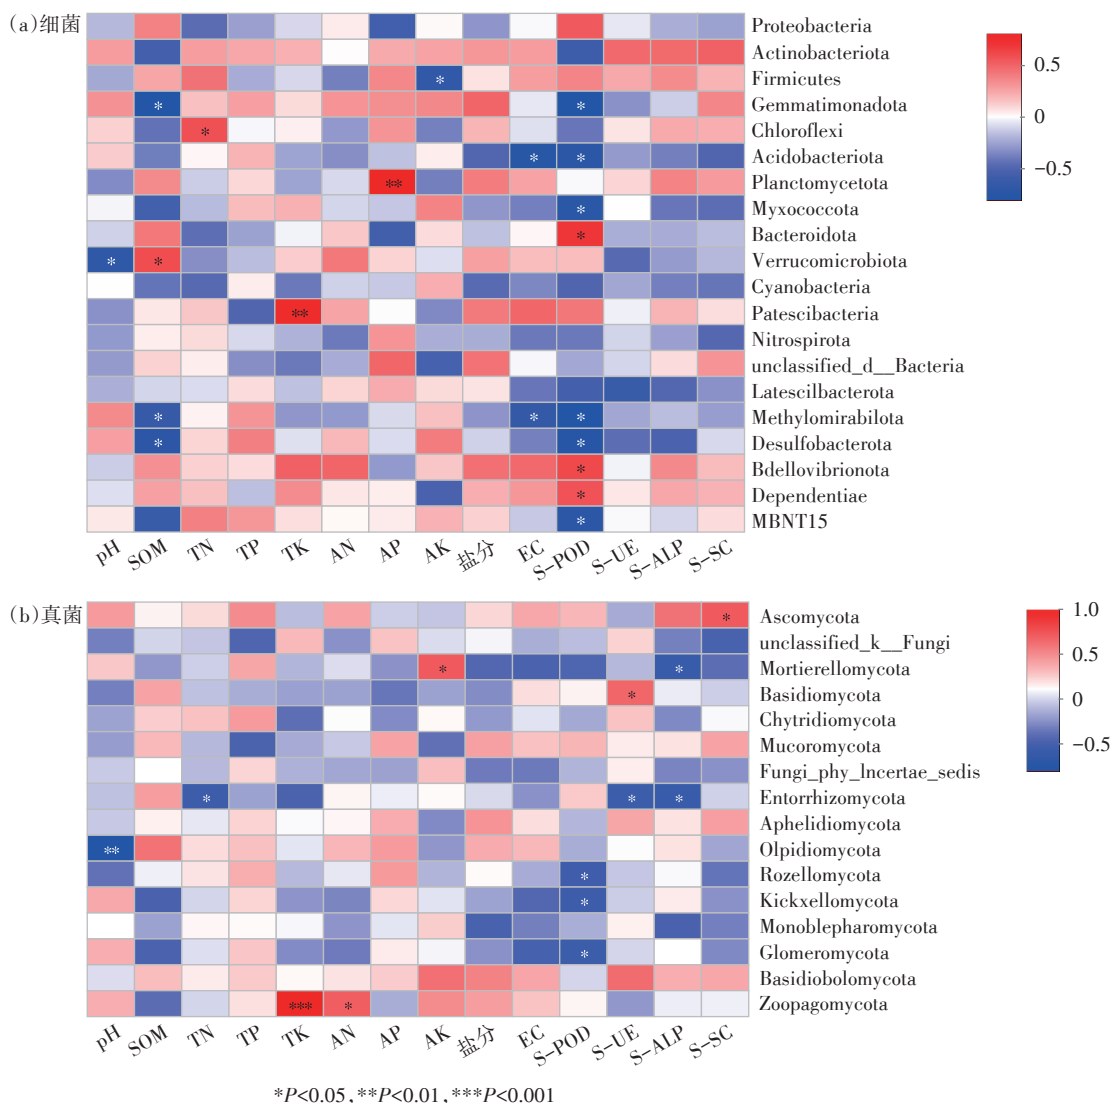 (a)细菌
Proteobacteria
Actinobacteriota
Firmicutes
*
Gemmatimonadota
* *
Chloroflexi
*
Acidobacteriota
* *
Planctomycetota
**
Myxococcota
*
Bacteroidota
*
Verrucomicrobiota
* *
Cyanobacteria
Patescibacteria
**
Nitrospirota
unclassified_d__Bacteria
Latescilbacterota
Methylomirabilota
* * *
Desulfobacterota
* *
Bdellovibrionota
*
Dependentiae
*
MBNT15
*
0.5
0
−0.5
pH SOM TN TP TK AN AP AK 盐分 EC S-POD S-UE S-ALP S-SC
(b)真菌
Ascomycota
*
unclassified_k__Fungi
Mortierellomycota
* *
Basidiomycota
*
Chytridiomycota
Mucoromycota
Fungi_phy_lncertae_sedis
Entorrhizomycota
* * *
Aphelidiomycota
Olpidiomycota
**
Rozellomycota
*
Kickxellomycota
*
Monoblepharomycota
Glomeromycota
*
Basidiobolomycota
Zoopagomycota
*** *
1.0
0.5
0
−0.5
pH SOM TN TP TK AN AP AK 盐分 EC S-POD S-UE S-ALP S-SC
*P<0.05,**P<0.01,***P<0.001